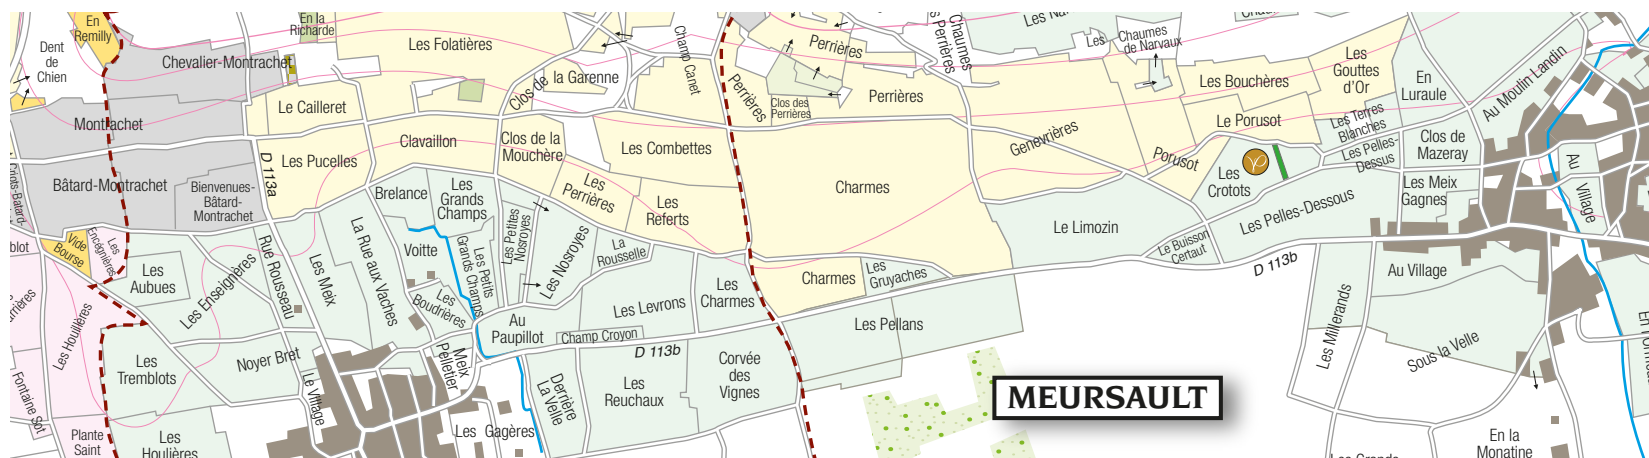 En
Remilly
En la
Richarde
Dent
de
Chien
Les Folatières
Chevalier-Montrachet
Champ Canet
Clos de
la Garenne
Perrières
Perrières
Perrières
Clos des
Perrières
Chaumes
Les
Chaumes
de Narvaux
Les Bouchères
Les
Gouttes
d'Or
En
Luraule
Au Moulin Landin
Le Cailleret
Montrachet
Clavaillon
Clos de la
Mouchère
Les Combettes
Genevrières
Le Porusot
Porusot
Les Terres
Blanches
Les Pelles-
Dessus
Clos de
Mazeray
Au
Village
Les Pucelles
D 113a
Bâtard-Montrachet
Bienvenues-
Bâtard-
Montrachet
Brelance
Les
Grands
Champs
Les
Perrières
Les
Referts
Charmes
Les
Crotots
Les Meix
Gagnes
Les Pelles-Dessous
Le Limozin
Le Buisson
Certaut
D 113b
blot
Vide
Bourse
Les
Encégnières
Les
Aubues
Les Enseignères
Rue Rousseau
Les Meix
La Rue aux Vaches
Voitte
Les Petits
Grands Champs
Les Petites
Nosroyes
Les Nosroyes
La
Rousselle
Les
Boudrières
Au
Paupillot
Les Levrons
Les
Charmes
Charmes
Les
Gruyaches
Les Pellans
Au Village
Les Millerands
Sous la Velle
Les Houillères
Les
Tremblots
Noyer Bret
Le Village
Meix
Pelletier
Champ Croyon
D 113b
Derrière
La Velle
Les
Reuchaux
Corvée
des
Vignes
MEURSAULT
Fontaine Sot
Plante
Saint
Les
Houlières
Les Gagères
En la
Monatine